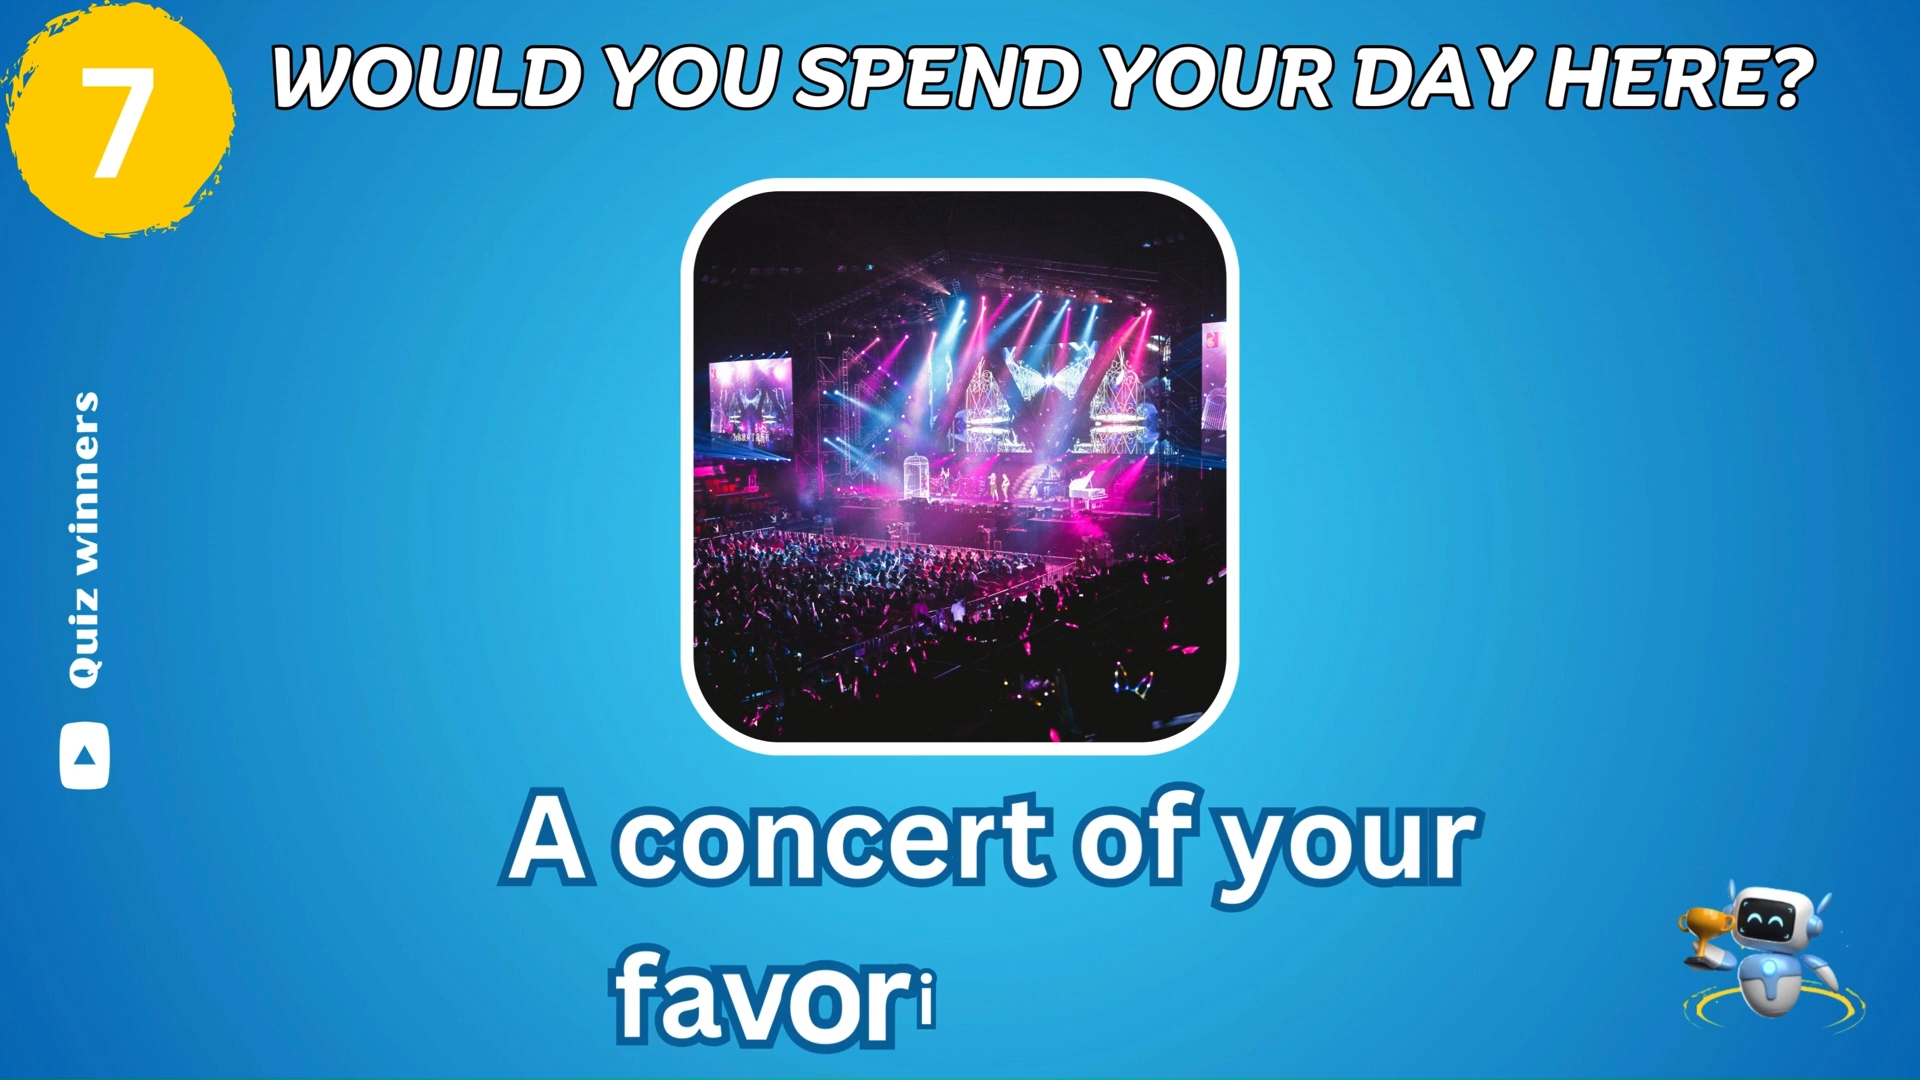 7
WOULD YOU SPEND YOUR DAY HERE?
Quiz winners
A concert of your
favori